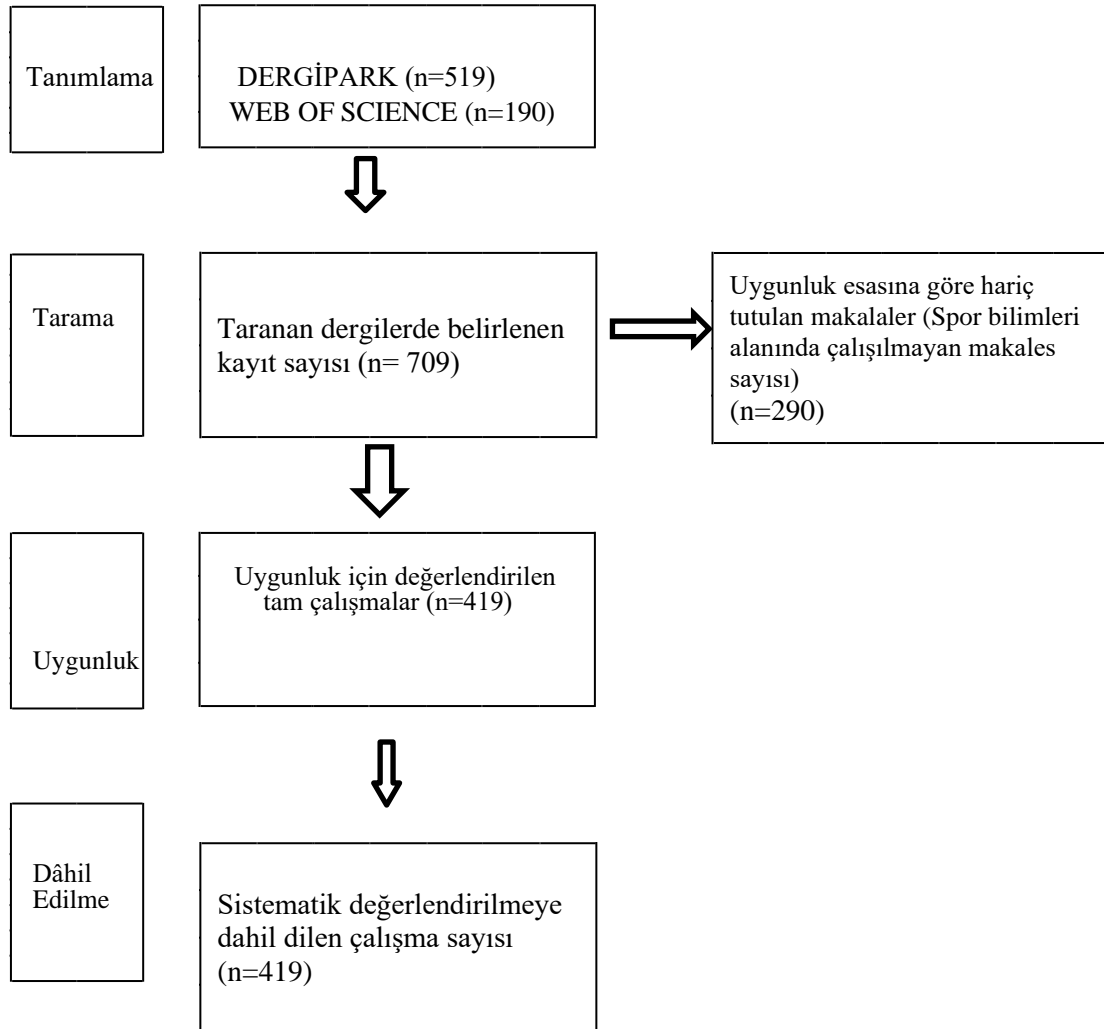 Tanımlama
DERGİPARK (n=519)
WEB OF SCIENCE (n=190)
Tarama
Taranan dergilerde belirlenen
kayıt sayısı (n= 709)
Uygunluk esasına göre hariç
tutulan makalaler (Spor bilimleri
alanında çalışılmayan makales
sayısı)
(n=290)
Uygunluk
Uygunluk için değerlendirilen
tam çalışmalar (n=419)
Dâhil
Edilme
Sistematik değerlendirilmeye
dahil dilen çalışma sayısı
(n=419)